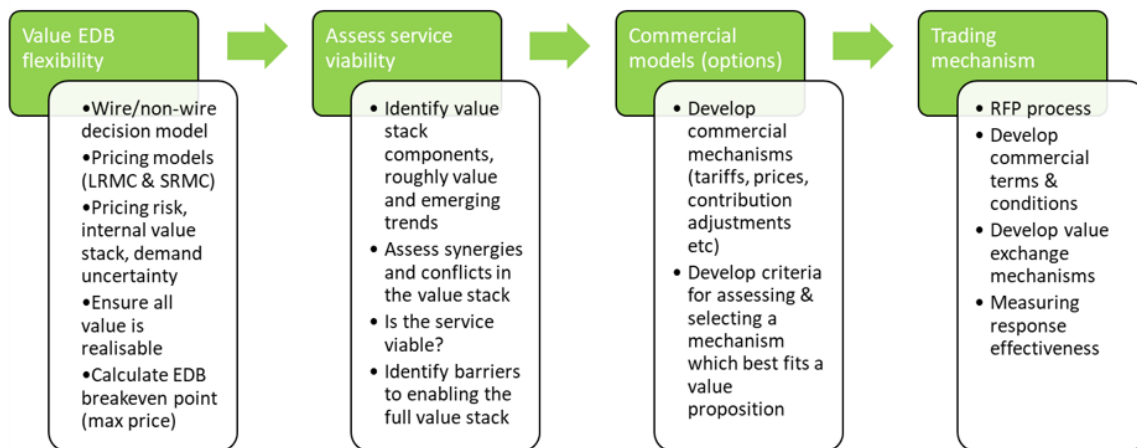 Value EDB
flexibility
•Wire/non-wire
decision model
•Pricing models
(LRMC & SRMC)
•Pricing risk,
internal value
stack, demand
uncertainty
•Ensure all
value is
realisable
•Calculate EDB
breakeven point
(max price)
Assess service
viability
• Identify value
stack
components,
roughly value
and emerging
trends
• Assess synergies
and conflicts in
the value stack
• Is the service
viable?
• Identify barriers
to enabling the
full value stack
Commercial
models (options)
• Develop
commercial
mechanisms
(tariffs, prices,
contribution
adjustments
etc)
• Develop criteria
for assessing &
selecting a
mechanism
which best fits a
value
proposition
Trading
mechanism
• RFP process
• Develop
commercial
terms &
conditions
• Develop value
exchange
mechanisms
• Measuring
response
effectiveness